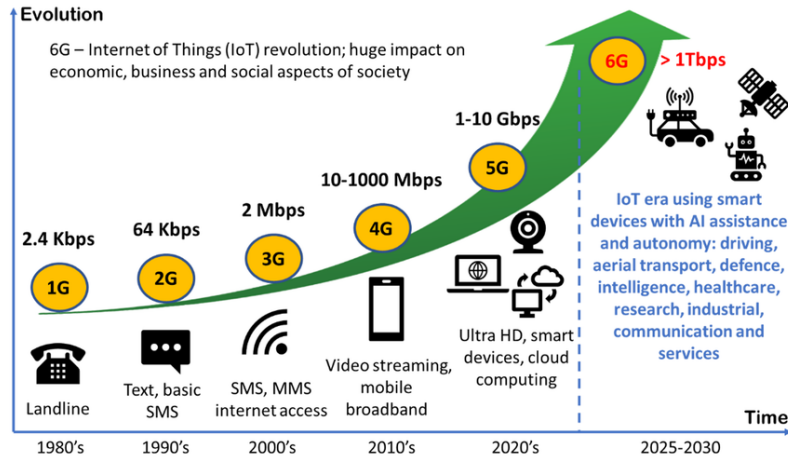 Evolution
6G – Internet of Things (IoT) revolution; huge impact on
economic, business and social aspects of society
6G
> 1Tbps
1-10 Gbps
5G
10-1000 Mbps
4G
2 Mbps
3G
64 Kbps
2G
2.4 Kbps
1G
Landline
Text, basic
SMS
SMS, MMS
internet access
Video streaming,
mobile
broadband
Ultra HD, smart
devices, cloud
computing
IoT era using smart
devices with AI assistance
and autonomy: driving,
aerial transport, defence,
intelligence, healthcare,
research, industrial,
communication and
services
Time
1980’s
1990’s
2000’s
2010’s
2020’s
2025-2030